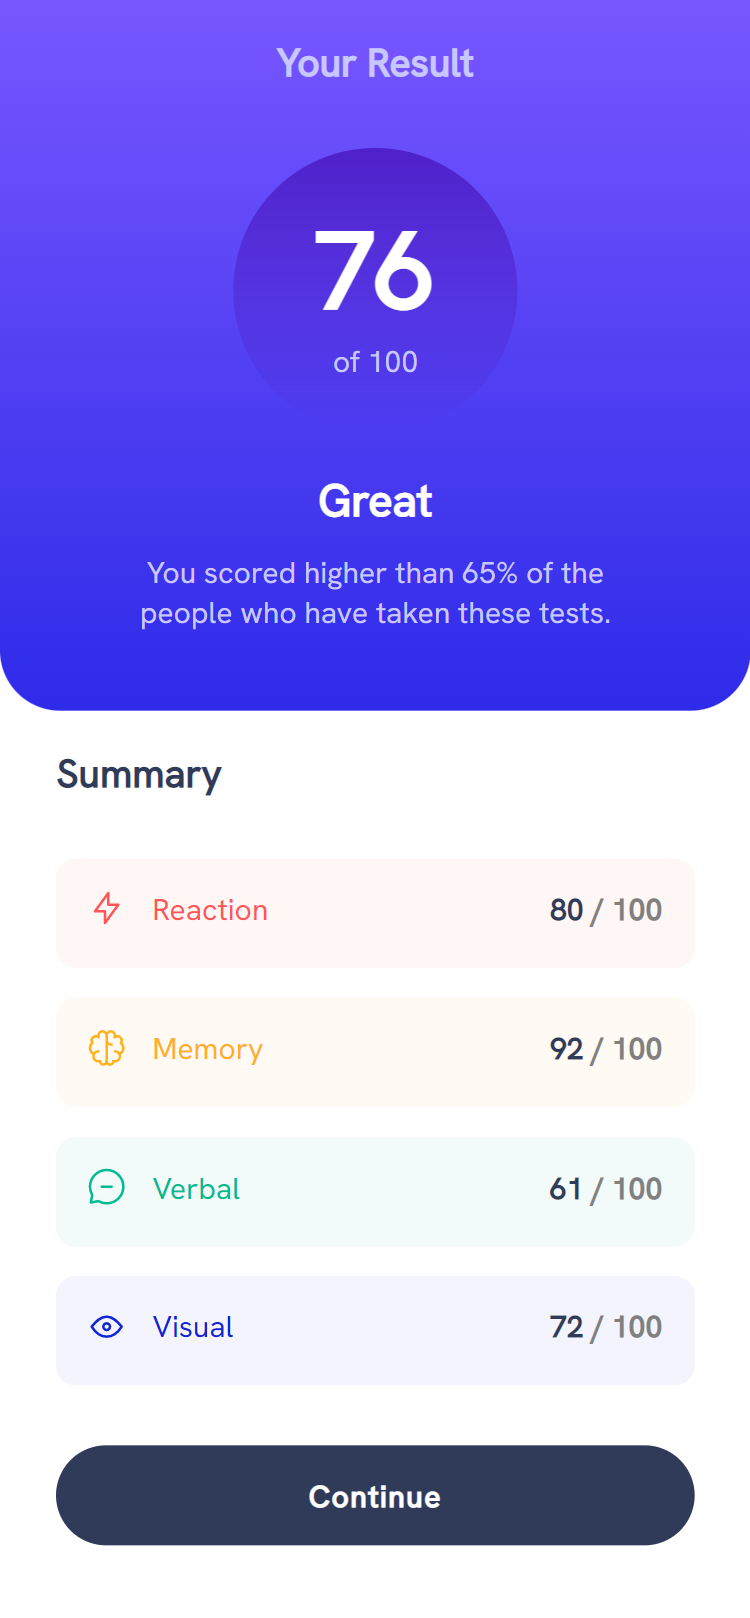 Your Result
76
of 100
Great
You scored higher than 65% of the
people who have taken these tests.
Summary
Reaction 80 / 100
Memory 92 / 100
Verbal 61 / 100
Visual 72 / 100
Continue